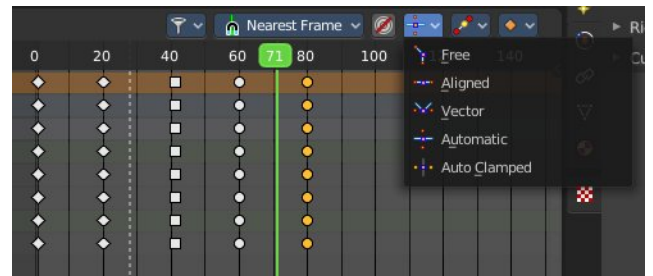 Nearest Frame
0 20 40 60 71 80 100 140
Ri
Cu
Free
Aligned
Vector
Automatic
Auto Clamped